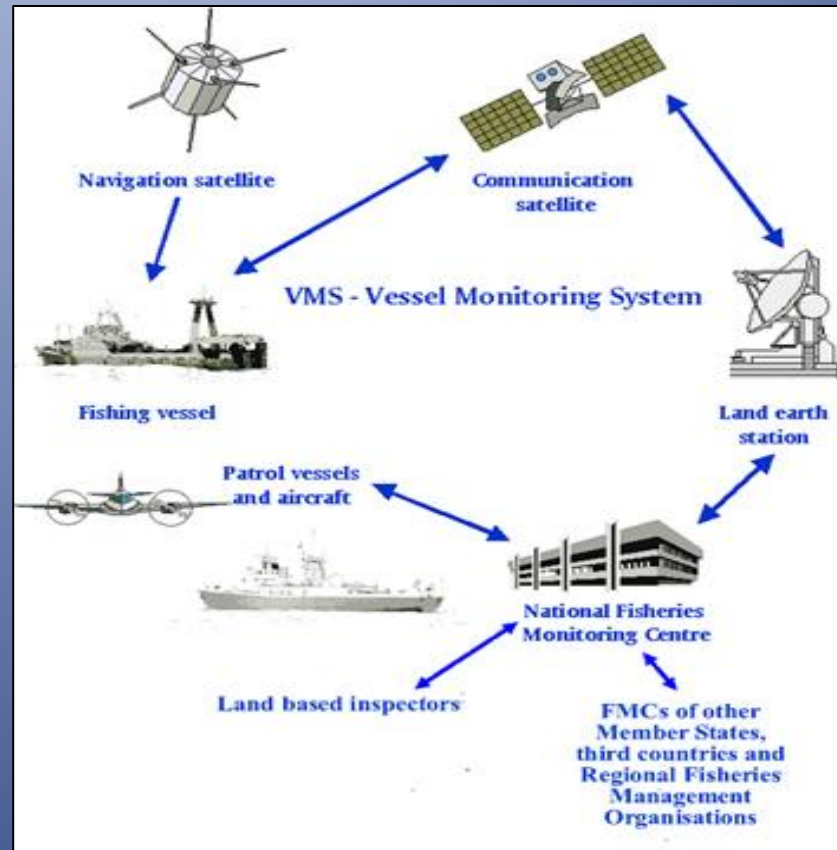 Navigation satellite
Communication
satellite
VMS - Vessel Monitoring System
Fishing vessel
Land earth
station
Patrol vessels
and aircraft
National Fisheries
Monitoring Centre
Land based inspectors
FMCs of other
Member States,
third countries and
Regional Fisheries
Management
Organisations